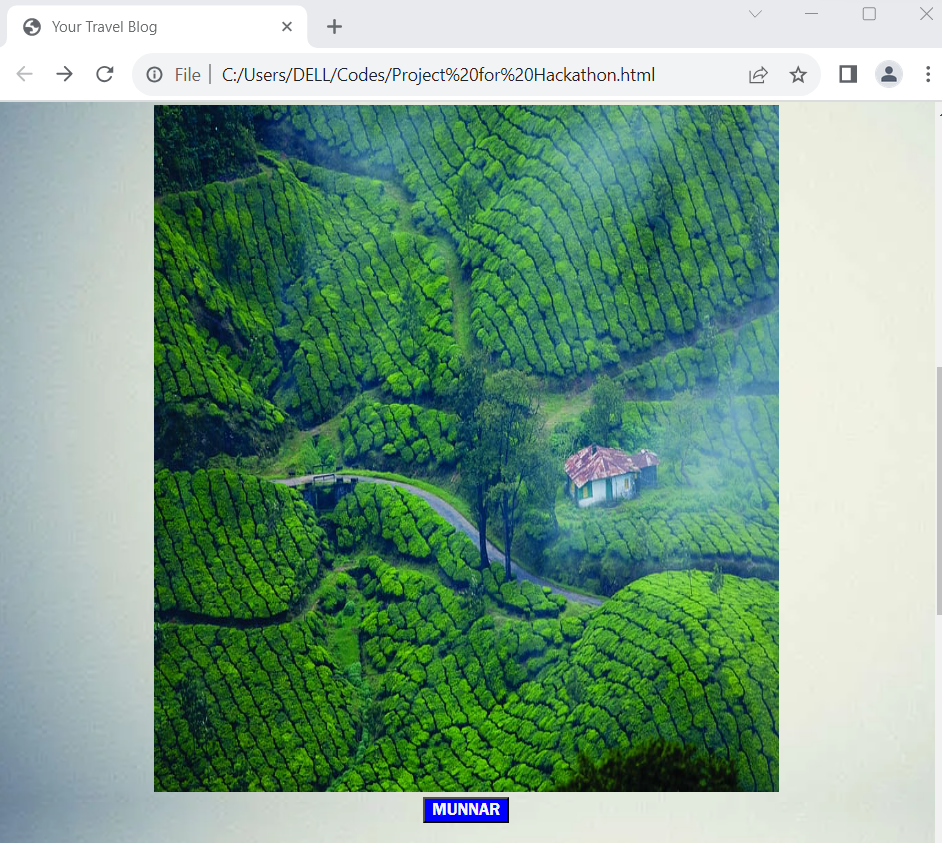 Your Travel Blog
File | C:/Users/DELL/Codes/Project%20for%20Hackathon.html
MUNNAR